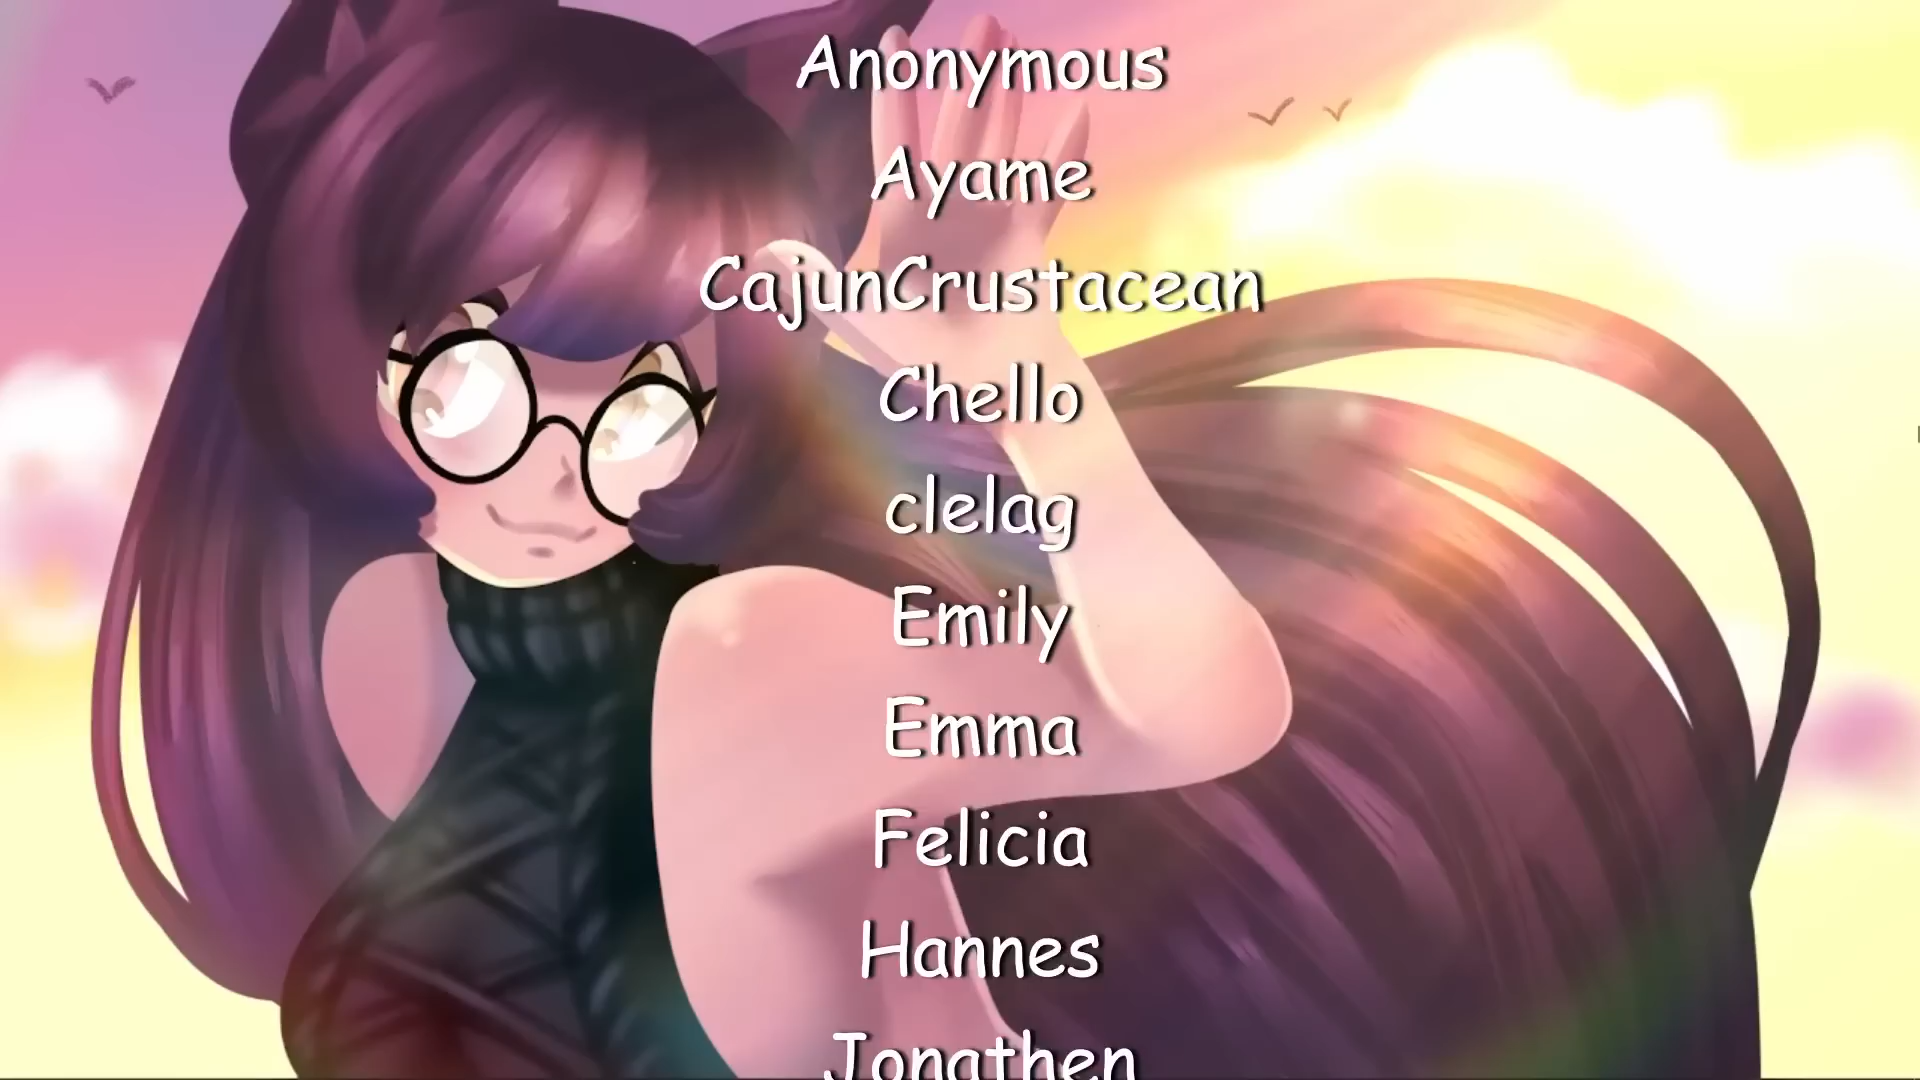 Anonymous
Ayame
CajunCrustacean
Chello
clelag
Emily
Emma
Felicia
Hannes
Jonathen